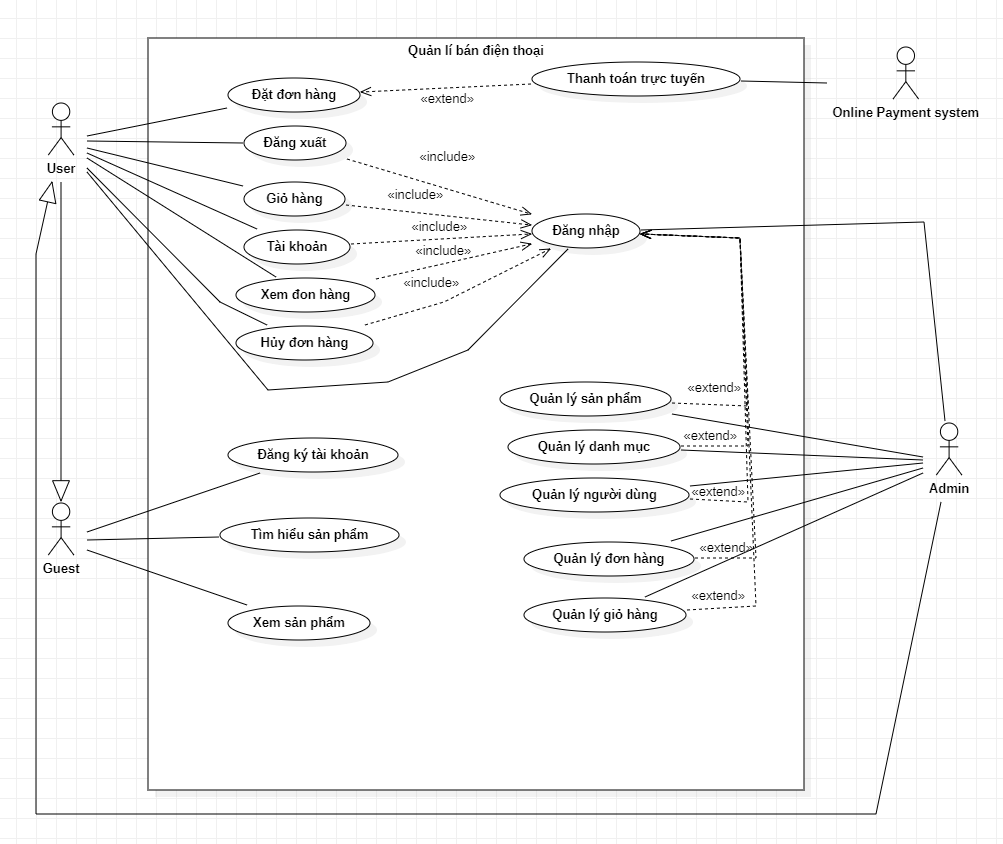 Quản lí bán điện thoại
Đặt đơn hàng
Thanh toán trực tuyến
«extend»
Online Payment system
Đăng xuất
«include»
User
Giỏ hàng
«include»
Tài khoản
«include»
Đăng nhập
«include»
Xem đon hàng
«include»
Hủy đơn hàng
Quản lý sản phẩm
«extend»
Quản lý danh mục
«extend»
Đăng ký tài khoản
Quản lý người dùng
«extend»
Admin
Tìm hiểu sản phẩm
Quản lý đơn hàng
«extend»
Guest
Xem sản phẩm
Quản lý giỏ hàng
«extend»